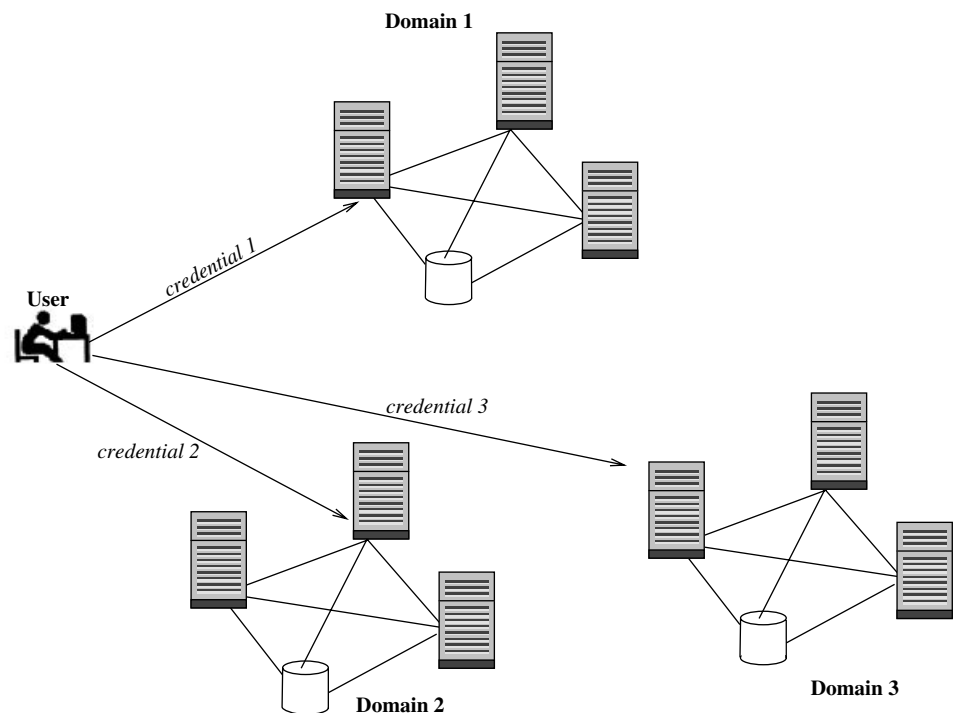 Domain 1
credential 1
User
credential 3
credential 2
Domain 3
Domain 2